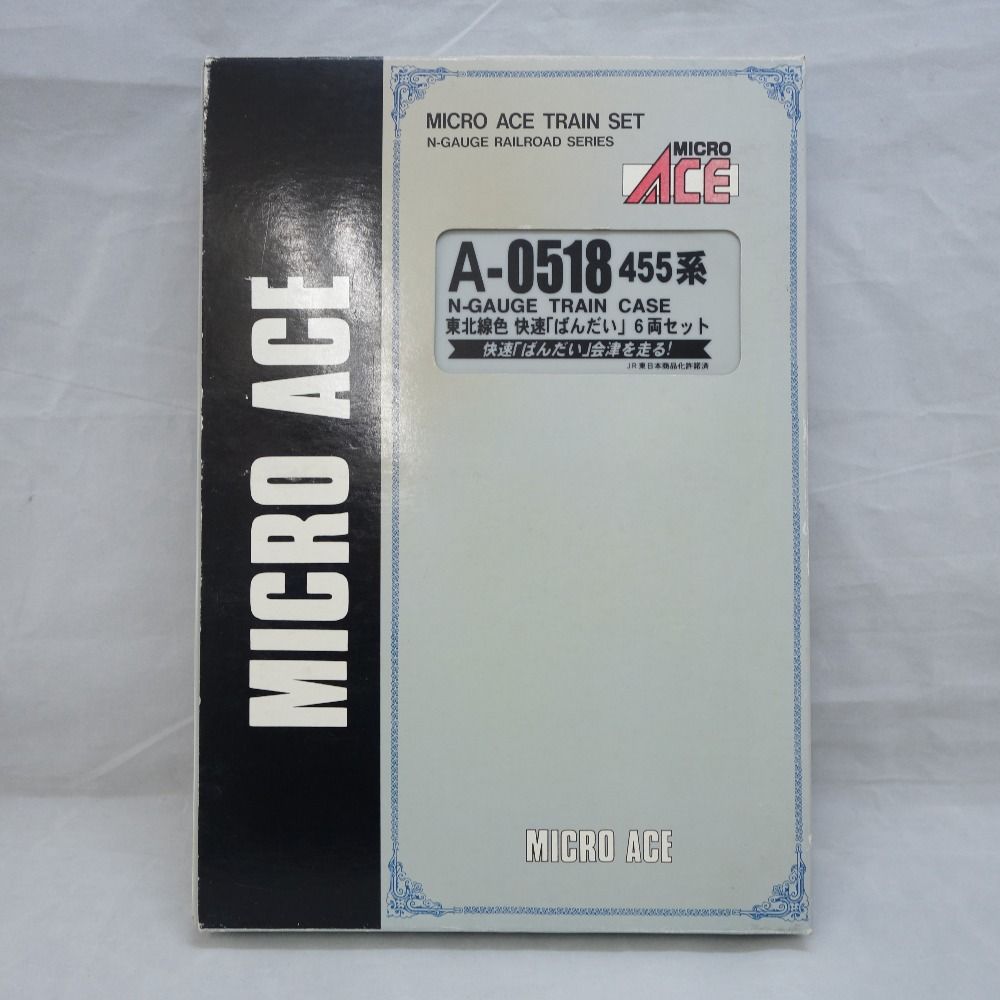 MICRO ACE
MICRO ACE TRAIN SET
N-GAUGE RAILROAD SERIES
MICRO
ACE
A-0518 455系
N-GAUGE TRAIN CASE
東北線色 快速「ばんだい」6両セット
快速「ばんだい」会津を走る!
JR東日本商品化許諾済
MICRO ACE